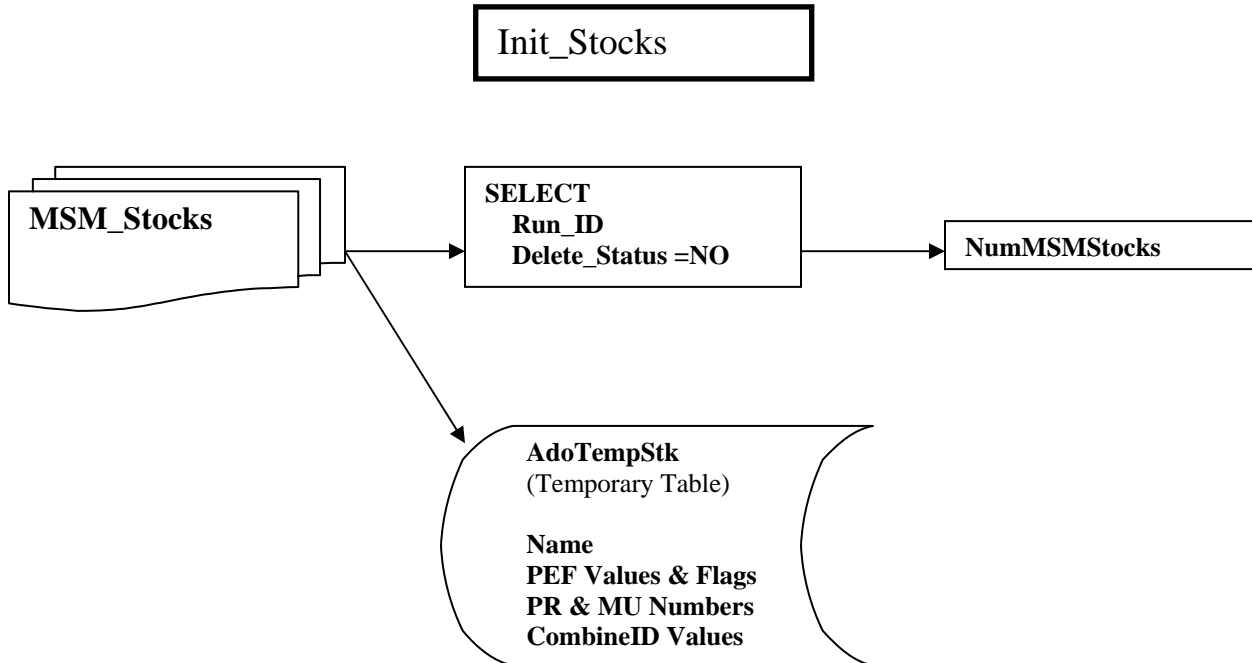 Init_Stocks
MSM_Stocks
SELECT
Run_ID
Delete_Status =NO
NumMSMStocks
AdoTempStk
(Temporary Table)
Name
PEF Values & Flags
PR & MU Numbers
CombineID Values